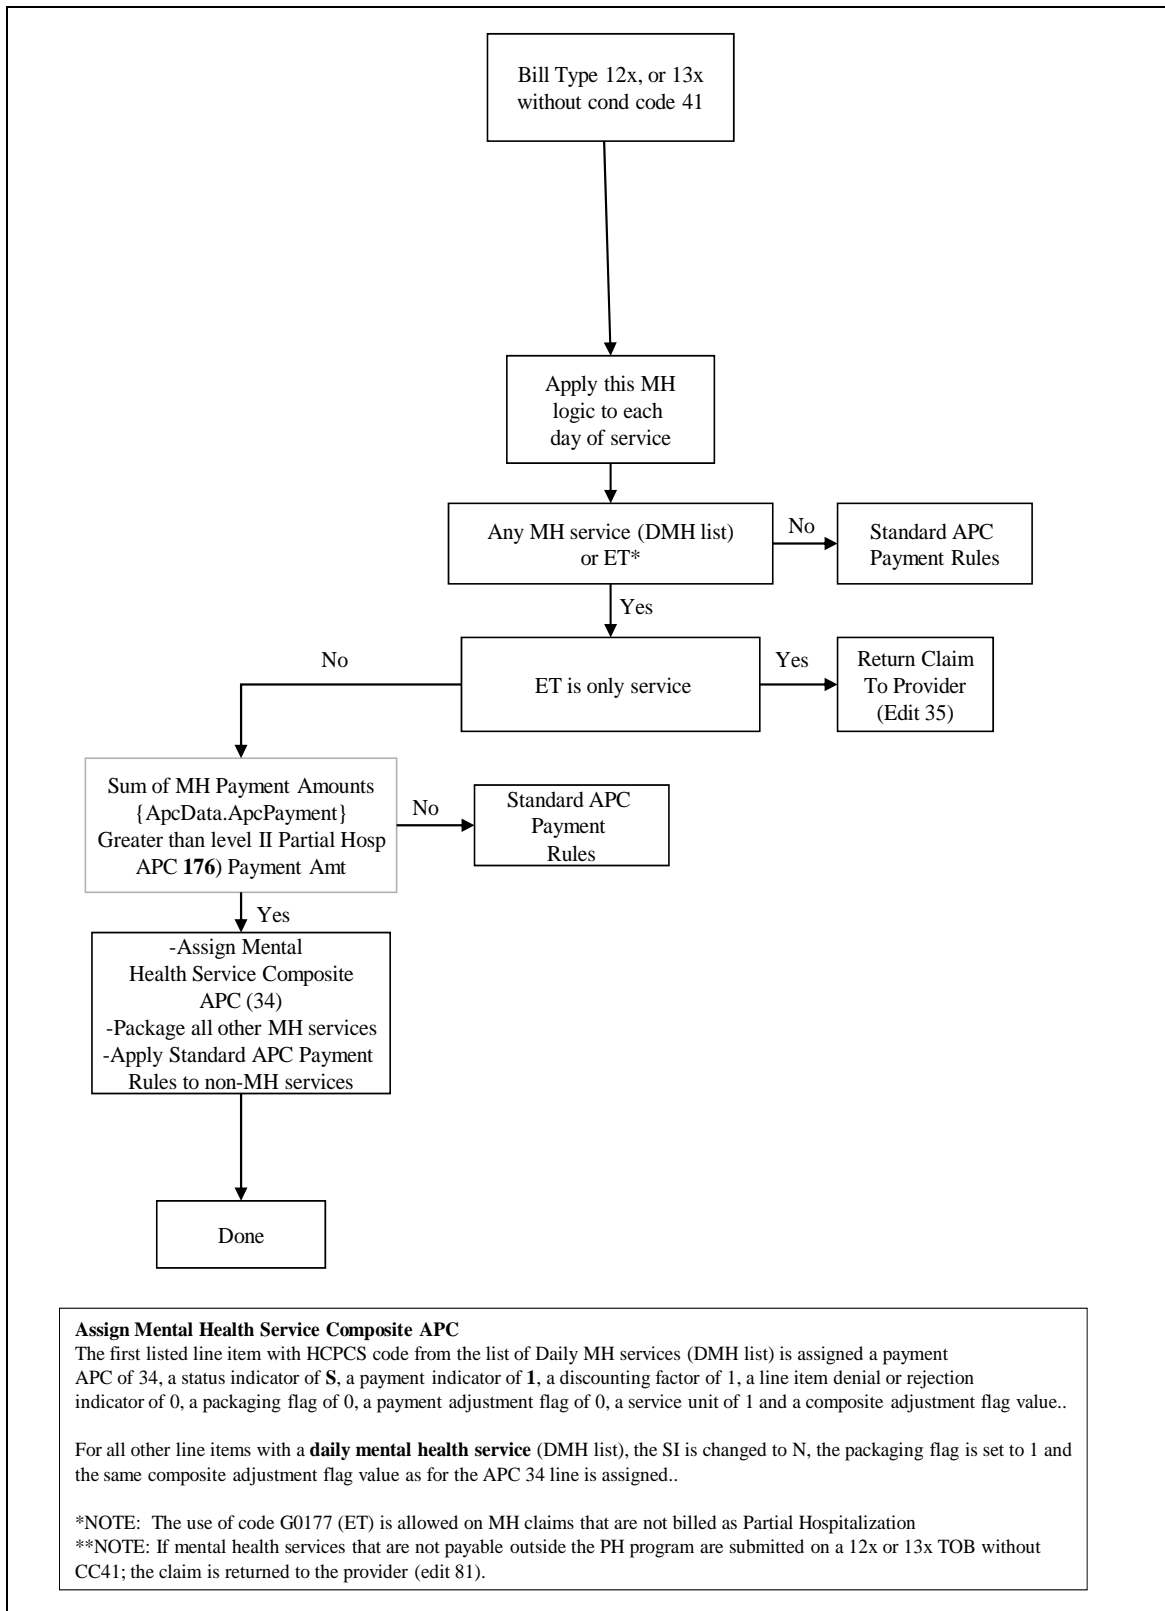 Bill Type 12x, or 13x
without cond code 41
Apply this MH
logic to each
day of service
Any MH service (DMH list)
or ET*
No
Standard APC
Payment Rules
Yes
ET is only service
No
Yes
Return Claim
To Provider
(Edit 35)
Sum of MH Payment Amounts
{ApcData.ApcPayment}
Greater than level II Partial Hosp
APC 176) Payment Amt
No
Standard APC
Payment
Rules
Yes
-Assign Mental
Health Service Composite
APC (34)
-Package all other MH services
-Apply Standard APC Payment
Rules to non-MH services
Done
Assign Mental Health Service Composite APC
The first listed line item with HCPCS code from the list of Daily MH services (DMH list) is assigned a payment
APC of 34, a status indicator of S, a payment indicator of 1, a discounting factor of 1, a line item denial or rejection
indicator of 0, a packaging flag of 0, a payment adjustment flag of 0, a service unit of 1 and a composite adjustment flag value..
For all other line items with a daily mental health service (DMH list), the SI is changed to N, the packaging flag is set to 1 and
the same composite adjustment flag value as for the APC 34 line is assigned..
*NOTE: The use of code G0177 (ET) is allowed on MH claims that are not billed as Partial Hospitalization
**NOTE: If mental health services that are not payable outside the PH program are submitted on a 12x or 13x TOB without
CC41; the claim is returned to the provider (edit 81).